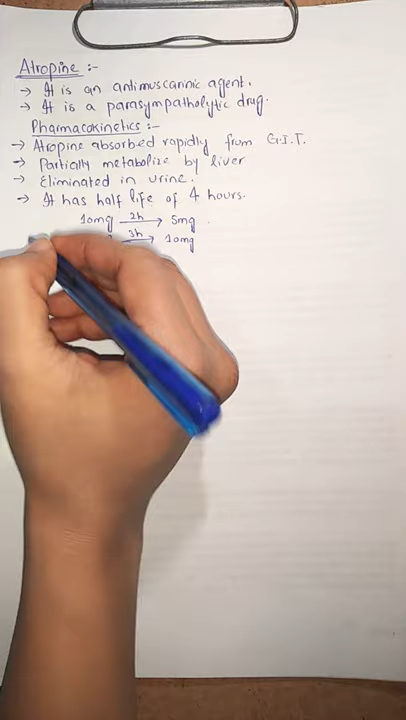 Atropine :-
→ It is an antimuscarinic agent.
→ It is a parasympatholytic drug.
Pharmacokinetics :-
→ Atropine absorbed rapidly from G.I.T.
→ Partially metabolize by liver
→ Eliminated in urine.
→ It has half life of 4 hours.
10mg 2h → 5mg
3h → 10mg